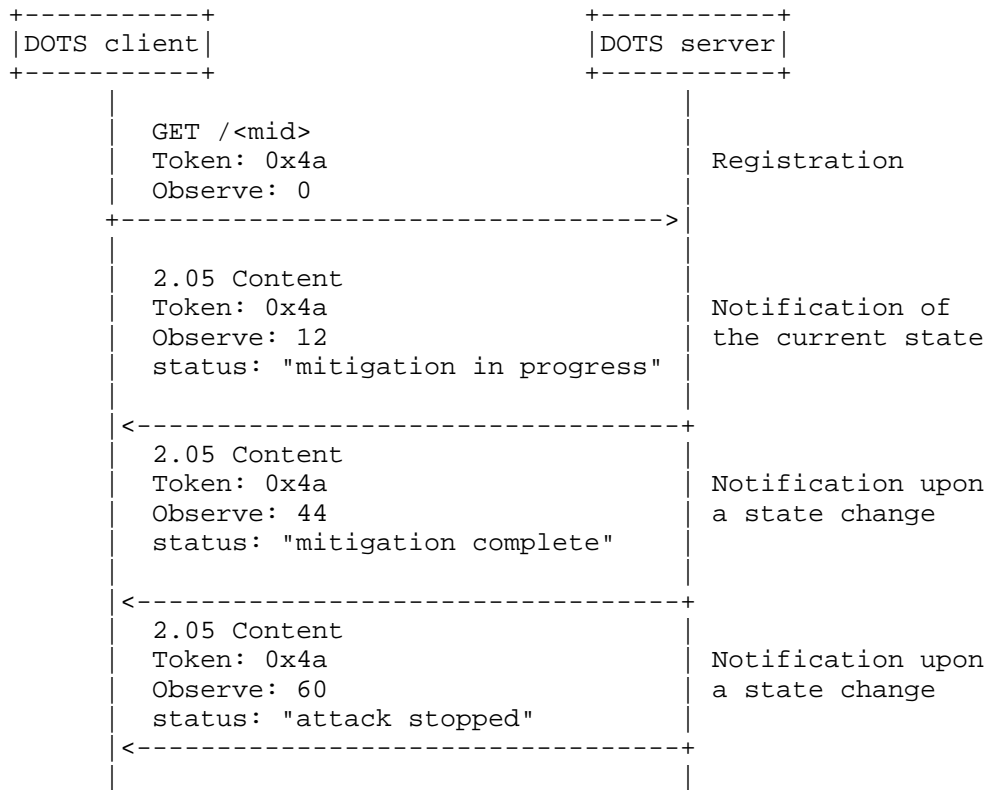 DOTS client DOTS server
GET /<mid>
Token: 0x4a Registration
Observe: 0
2.05 Content
Token: 0x4a Notification of
Observe: 12 the current state
status: "mitigation in progress"
2.05 Content
Token: 0x4a Notification upon
Observe: 44 a state change
status: "mitigation complete"
2.05 Content
Token: 0x4a Notification upon
Observe: 60 a state change
status: "attack stopped"